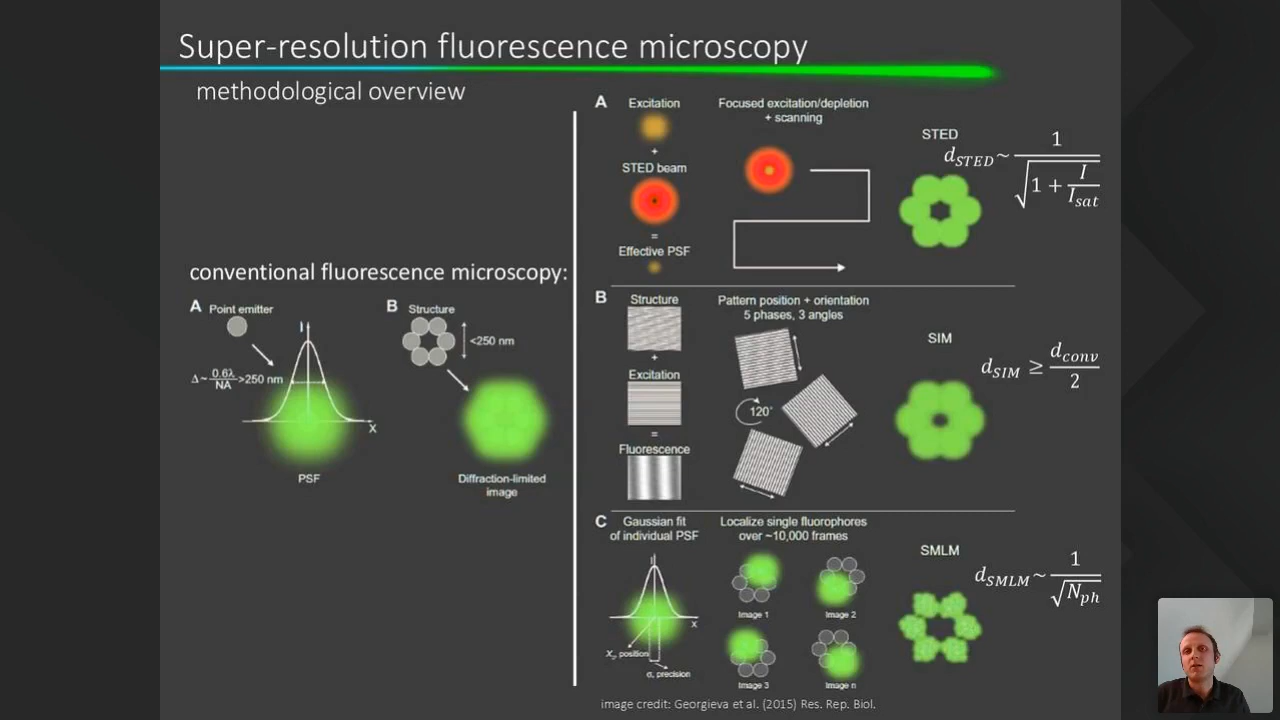 Super-resolution fluorescence microscopy
methodological overview
conventional fluorescence microscopy:
A Point emitter
I
Δ~ 0.6λ/NA >250 nm
X
PSF
B Structure
<250 nm
Diffraction-limited
image
A Excitation
+
STED beam
=
Effective PSF
Focused excitation/depletion
+ scanning
STED
d_STED ~ 1/√(1 + I/I_sat)
B Structure
+
Excitation
=
Fluorescence
Pattern position + orientation
5 phases, 3 angles
120°
SIM
d_SIM ≥ d_conv/2
C Gaussian fit
of individual PSF
I
X
X, position
σ, precision
Localize single fluorophores
over ~10,000 frames
Image 1
Image 2
Image 3
Image n
SMLM
d_SMLM ~ 1/√N_ph
image credit: Georgieva et al. (2015) Res. Rep. Biol.